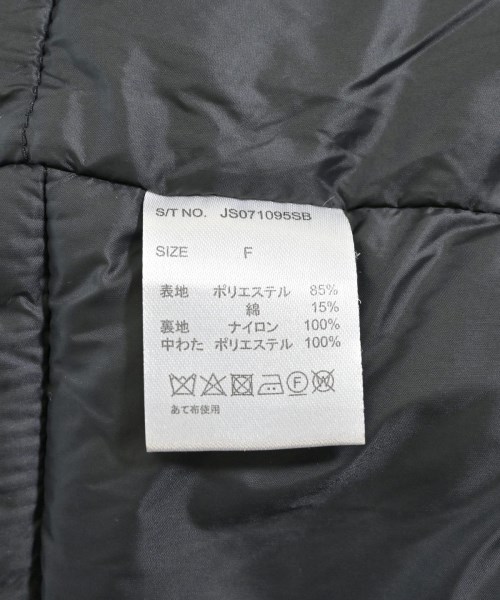 S/T NO. JS071095SB
SIZE F
表地 ポリエステル 85%
綿 15%
裏地 ナイロン 100%
中わた ポリエステル 100%
あて布使用